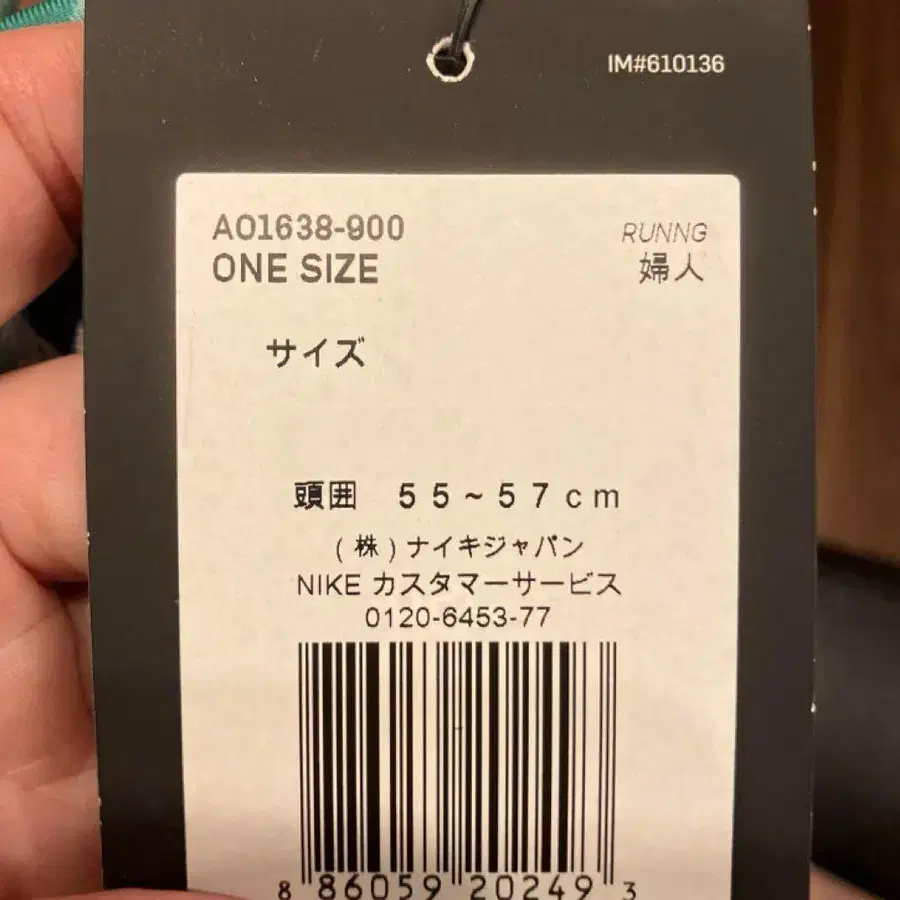 IM#610136
AO1638-900
RUNNG
ONE SIZE
婦人
サイズ
頭囲　５５~５７ｃｍ
(株)ナイキジャパン
NIKE カスタマーサービス
0120-6453-77
8 86059 20249 3